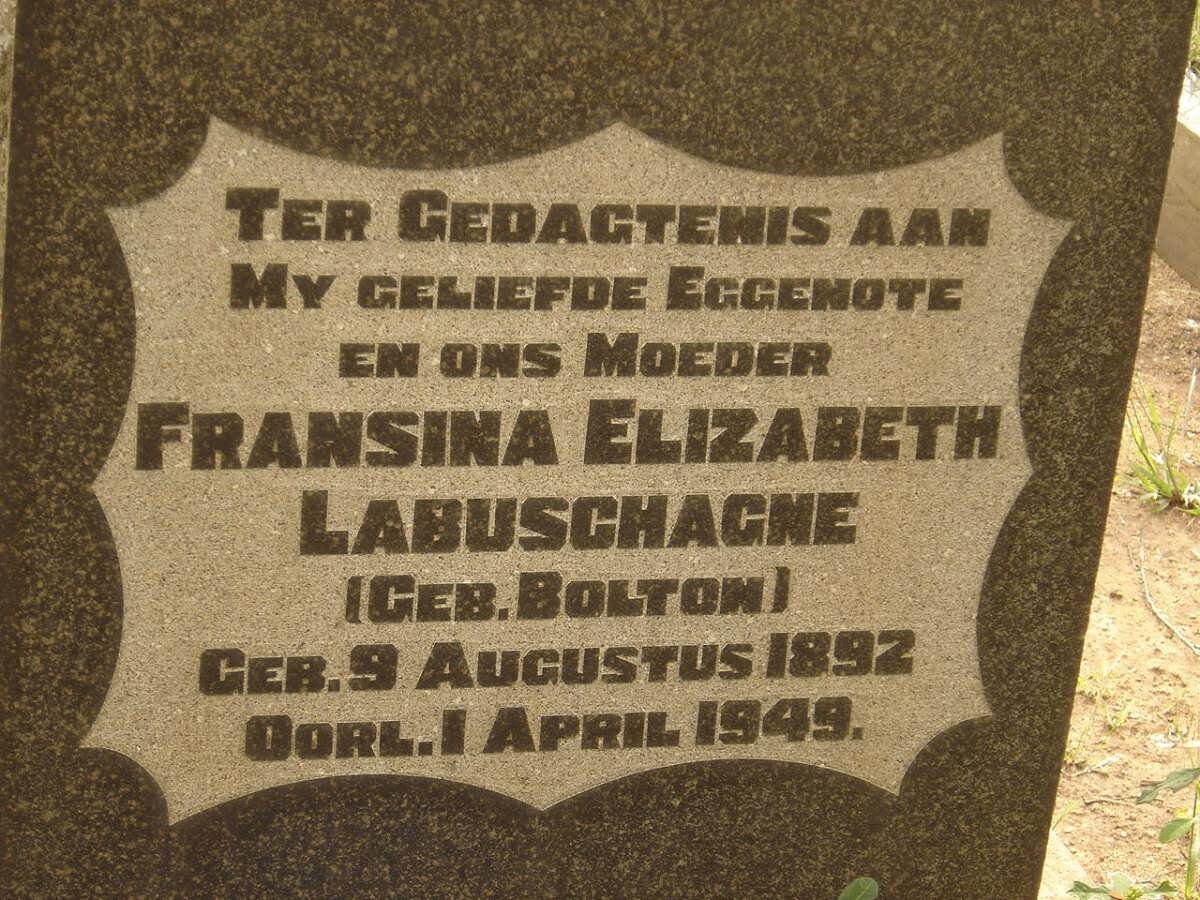 Ter Gedagtenis aan
My geliefde Eggenote
en ons Moeder
Fransina Elizabeth
Labuschagne
(Geb. Bolton)
Geb. 9 Augustus 1892
Oorl. 1 April 1949.